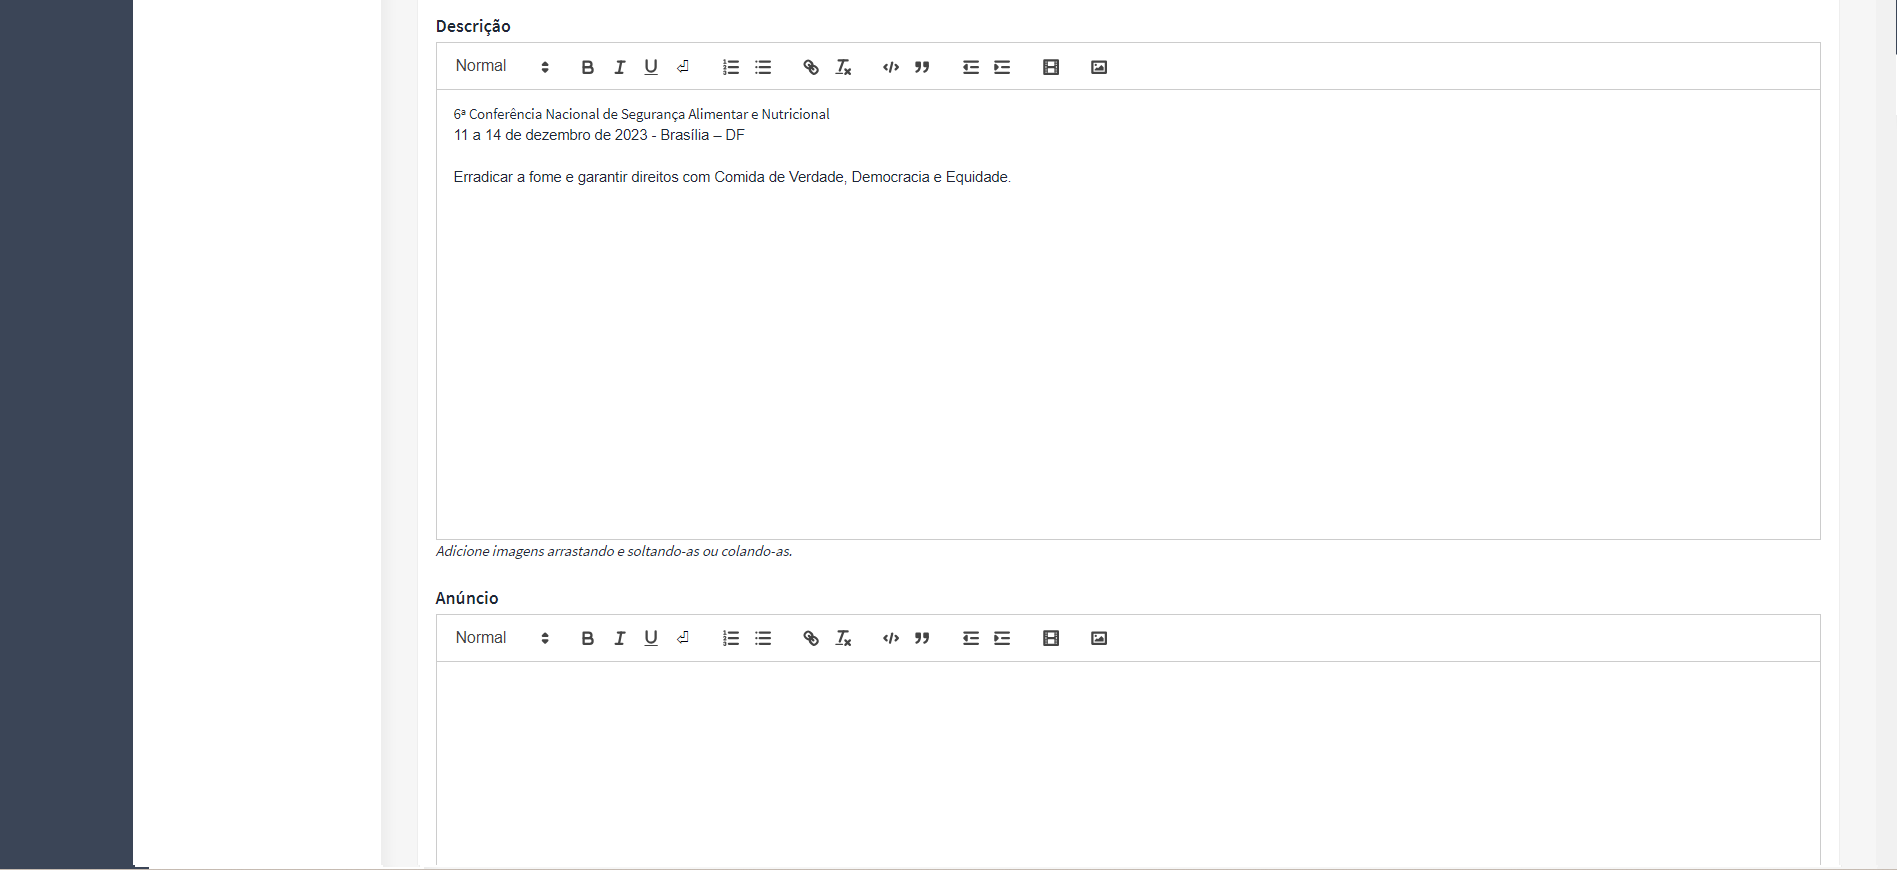 Descrição
Normal
6ª Conferência Nacional de Segurança Alimentar e Nutricional
11 a 14 de dezembro de 2023 - Brasília – DF
Erradicar a fome e garantir direitos com Comida de Verdade, Democracia e Equidade.
Adicione imagens arrastando e soltando-as ou colando-as.
Anúncio
Normal